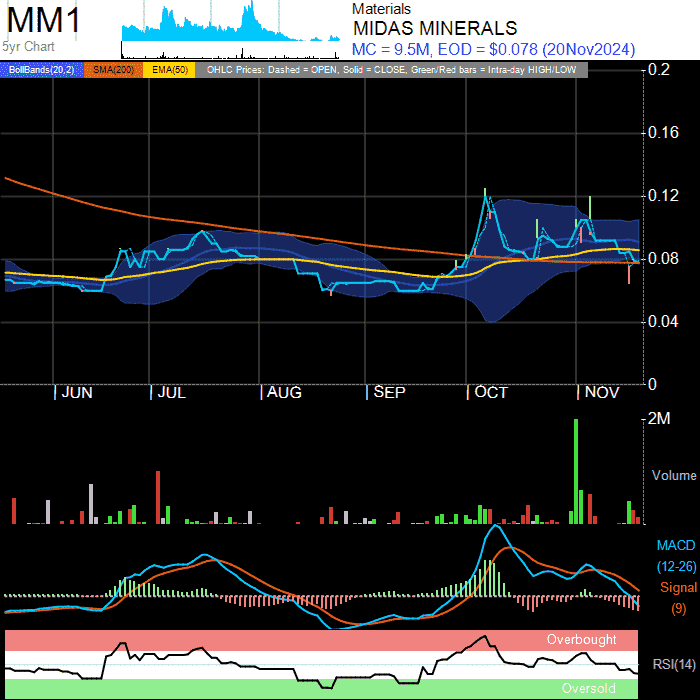 MM1
5yr Chart
Materials
MIDAS MINERALS
MC = 9.5M, EOD = $0.078 (20Nov2024)
BollBands(20,2) SMA(200) EMA(50) OHLC Prices: Dashed = OPEN, Solid = CLOSE, Green/Red bars = Intra-day HIGH/LOW
0.2
0.16
0.12
0.08
0.04
0
JUN JUL AUG SEP OCT NOV
2M
Volume
MACD
(12-26)
Signal
(9)
Overbought
RSI(14)
Oversold